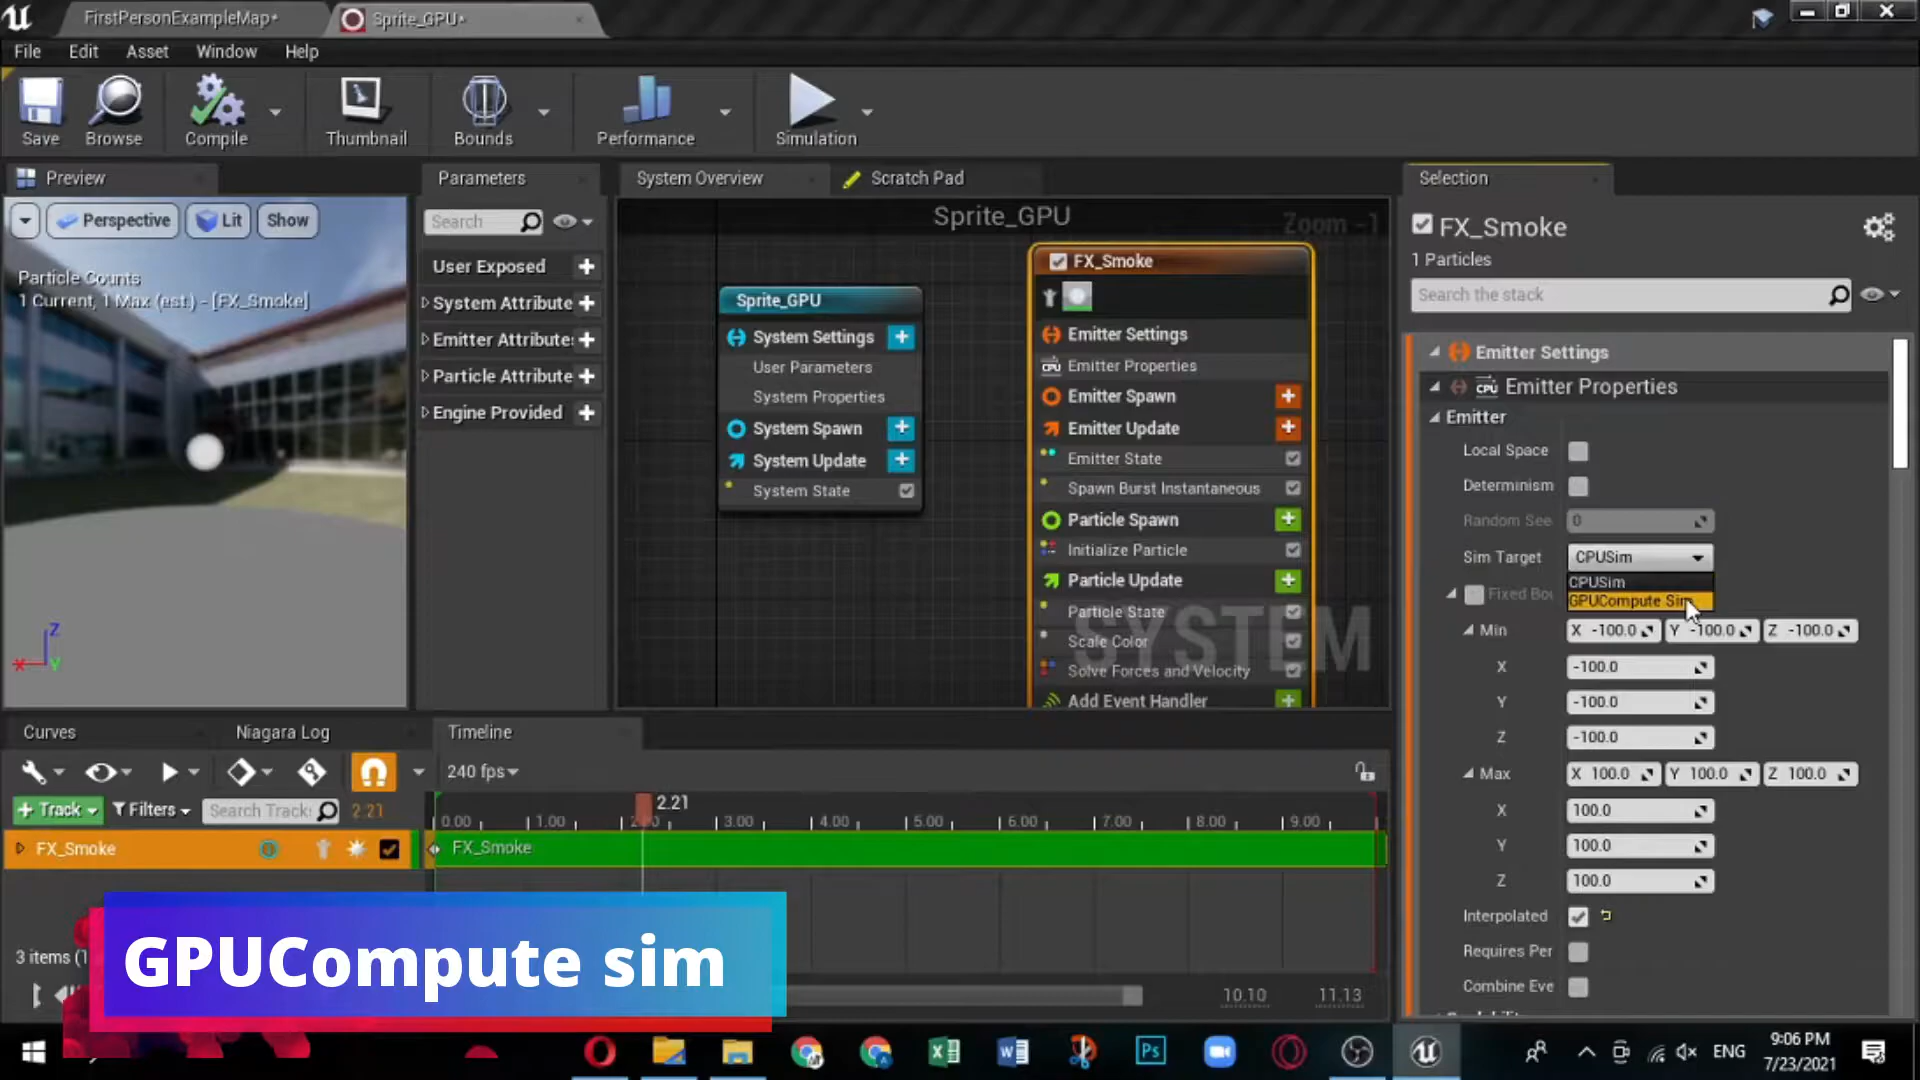 FirstPersonExampleMap*
Sprite_GPU*
File Edit Asset Window Help
Save
Browse
Compile
Thumbnail
Bounds
Performance
Simulation
Preview
Perspective
Lit
Show
Particle Counts
1 Current, 1 Max (est.) - [FX_Smoke]
Z
X
Y
Parameters
Search
User Exposed
System Attribute
Emitter Attribute
Particle Attribute
Engine Provided
System Overview
Scratch Pad
Sprite_GPU
Zoom -1
Sprite_GPU
System Settings
User Parameters
System Properties
System Spawn
System Update
System State
FX_Smoke
Emitter Settings
CPU Emitter Properties
Emitter Spawn
Emitter Update
Emitter State
Spawn Burst Instantaneous
Particle Spawn
Initialize Particle
Particle Update
Particle State
Scale Color
Solve Forces and Velocity
Add Event Handler
SYSTEM
Selection
FX_Smoke
1 Particles
Search the stack
Emitter Settings
CPU Emitter Properties
Emitter
Local Space
Determinism
Random See 0
Sim Target CPUSim
CPUSim
GPUCompute Sim
Fixed Bou
Min X -100.0 Y -100.0 Z -100.0
X -100.0
Y -100.0
Z -100.0
Max X 100.0 Y 100.0 Z 100.0
X 100.0
Y 100.0
Z 100.0
Interpolated
Requires Per
Combine Eve
Curves
Niagara Log
Timeline
240 fps
Track
Filters
Search Track
2.21
2.21
0.00 1.00 3.00 4.00 5.00 6.00 7.00 8.00 9.00
FX_Smoke
FX_Smoke
3 items (1
10.10 11.13
GPUCompute sim
ENG
9:06 PM
7/23/2021